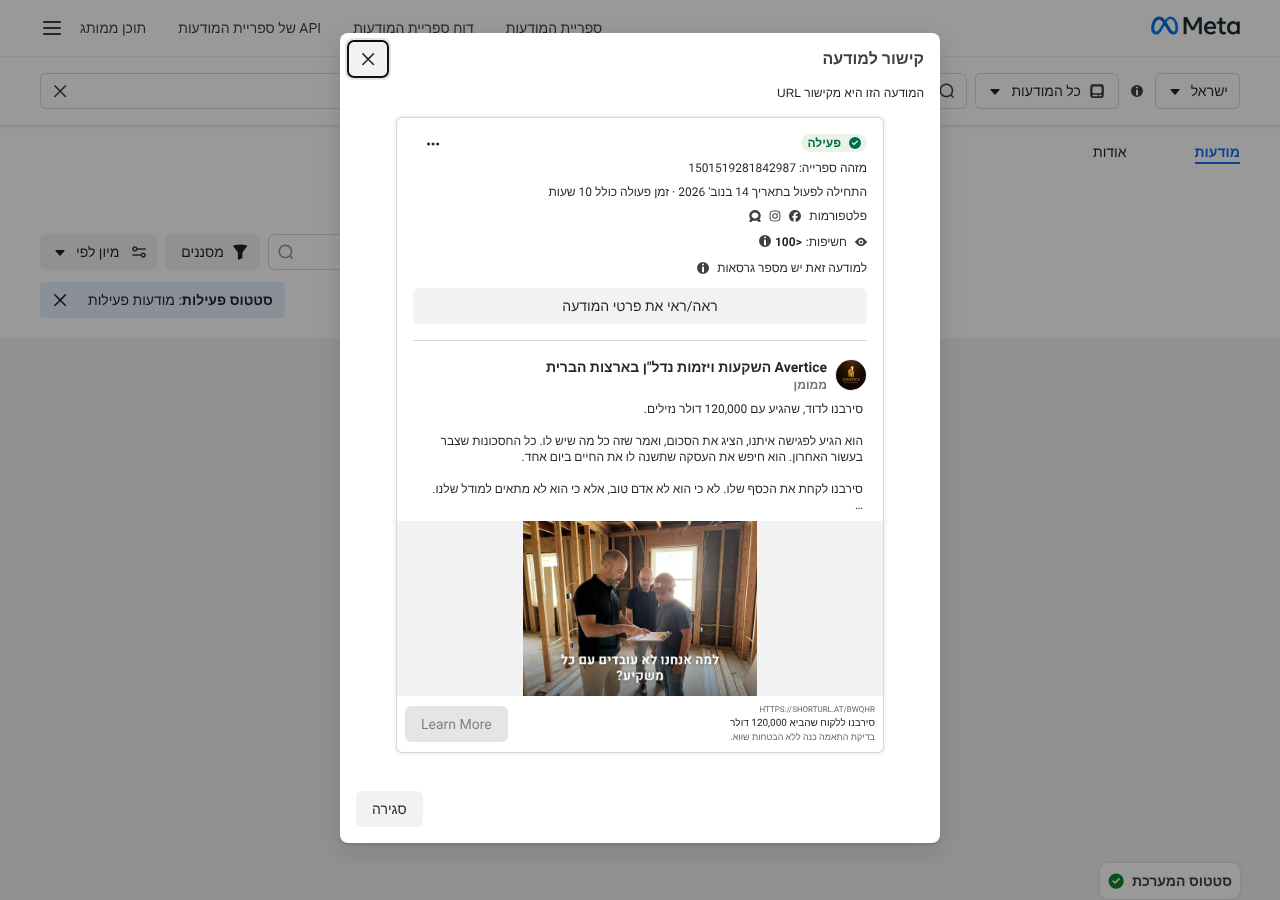 Meta
ספריית המודעות
דוח ספריית המודעות
API של ספריית המודעות
תוכן ממותג
ישראל
כל המודעות
מודעות
אודות
מסננים
מיון לפי
סטטוס פעילות: מודעות פעילות
קישור למודעה
המודעה הזו היא מקישור URL
פעילה
מזהה ספרייה: 1501519281842987
התחילה לפעול בתאריך 14 בנוב' 2026 · זמן פעולה כולל 10 שעות
פלטפורמות
חשיפות: <100
למודעה זאת יש מספר גרסאות
ראה/ראי את פרטי המודעה
Avertice השקעות ויזמות נדל"ן בארצות הברית
ממומן
סירבנו לדוד, שהגיע עם 120,000 דולר נזילים.
הוא הגיע לפגישה איתנו, הציג את הסכום, ואמר שזה כל מה שיש לו. כל החסכונות שצבר
בעשור האחרון. הוא חיפש את העסקה שתשנה לו את החיים ביום אחד.
סירבנו לקחת את הכסף שלו. לא כי הוא לא אדם טוב, אלא כי הוא לא מתאים למודל שלנו.
...
למה אנחנו לא עובדים עם כל
משקיע?
HTTPS://SHORTURL.AT/BWQHR
סירבנו ללקוח שהביא 120,000 דולר
בדיקת התאמה כנה ללא הבטחות שווא.
Learn More
סגירה
סטטוס המערכת